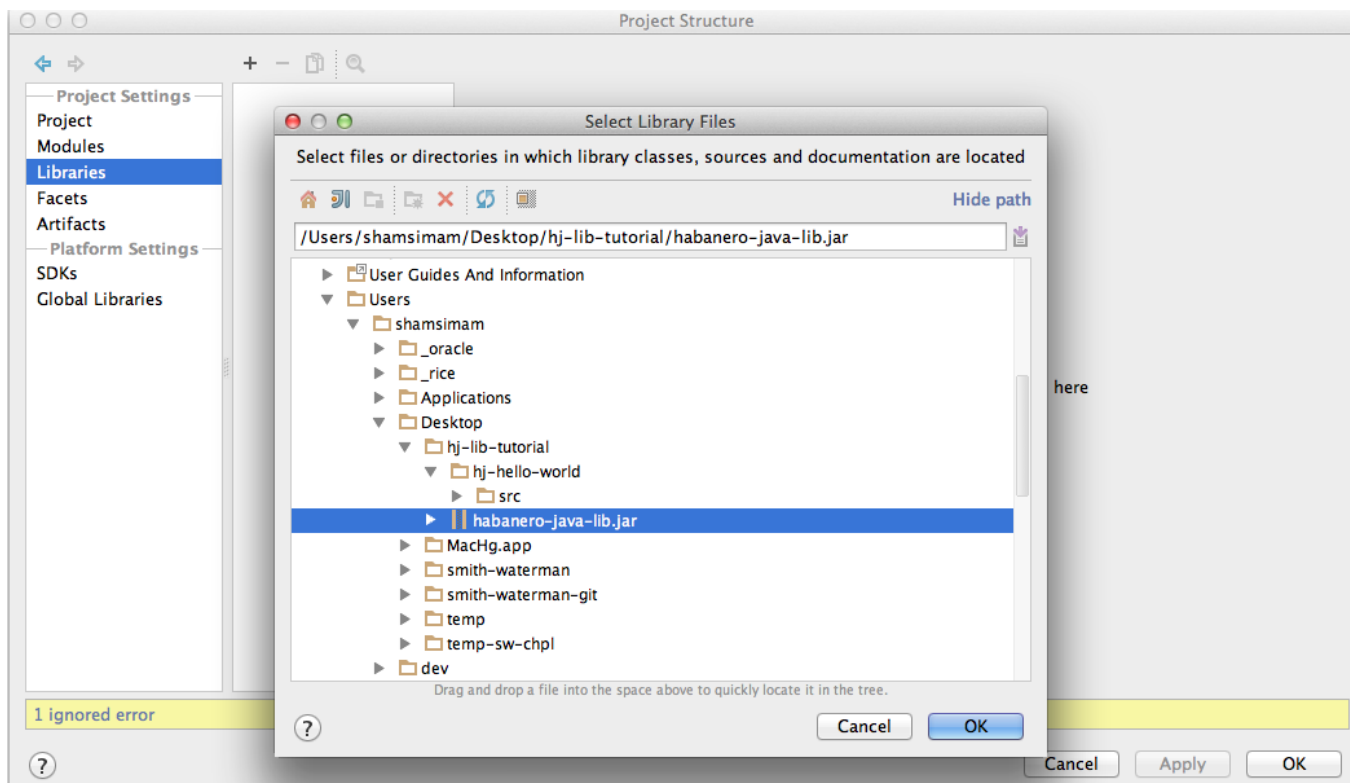 Project Structure
Project Settings
Project
Modules
Libraries
Facets
Artifacts
Platform Settings
SDKs
Global Libraries
Select Library Files
Select files or directories in which library classes, sources and documentation are located
Hide path
/Users/shamsimam/Desktop/hj-lib-tutorial/habanero-java-lib.jar
User Guides And Information
Users
shamsimam
_oracle
_rice
Applications
Desktop
hj-lib-tutorial
hj-hello-world
src
habanero-java-lib.jar
MacHg.app
smith-waterman
smith-waterman-git
temp
temp-sw-chpl
dev
Drag and drop a file into the space above to quickly locate it in the tree.
? Cancel OK
here
1 ignored error
? Cancel Apply OK